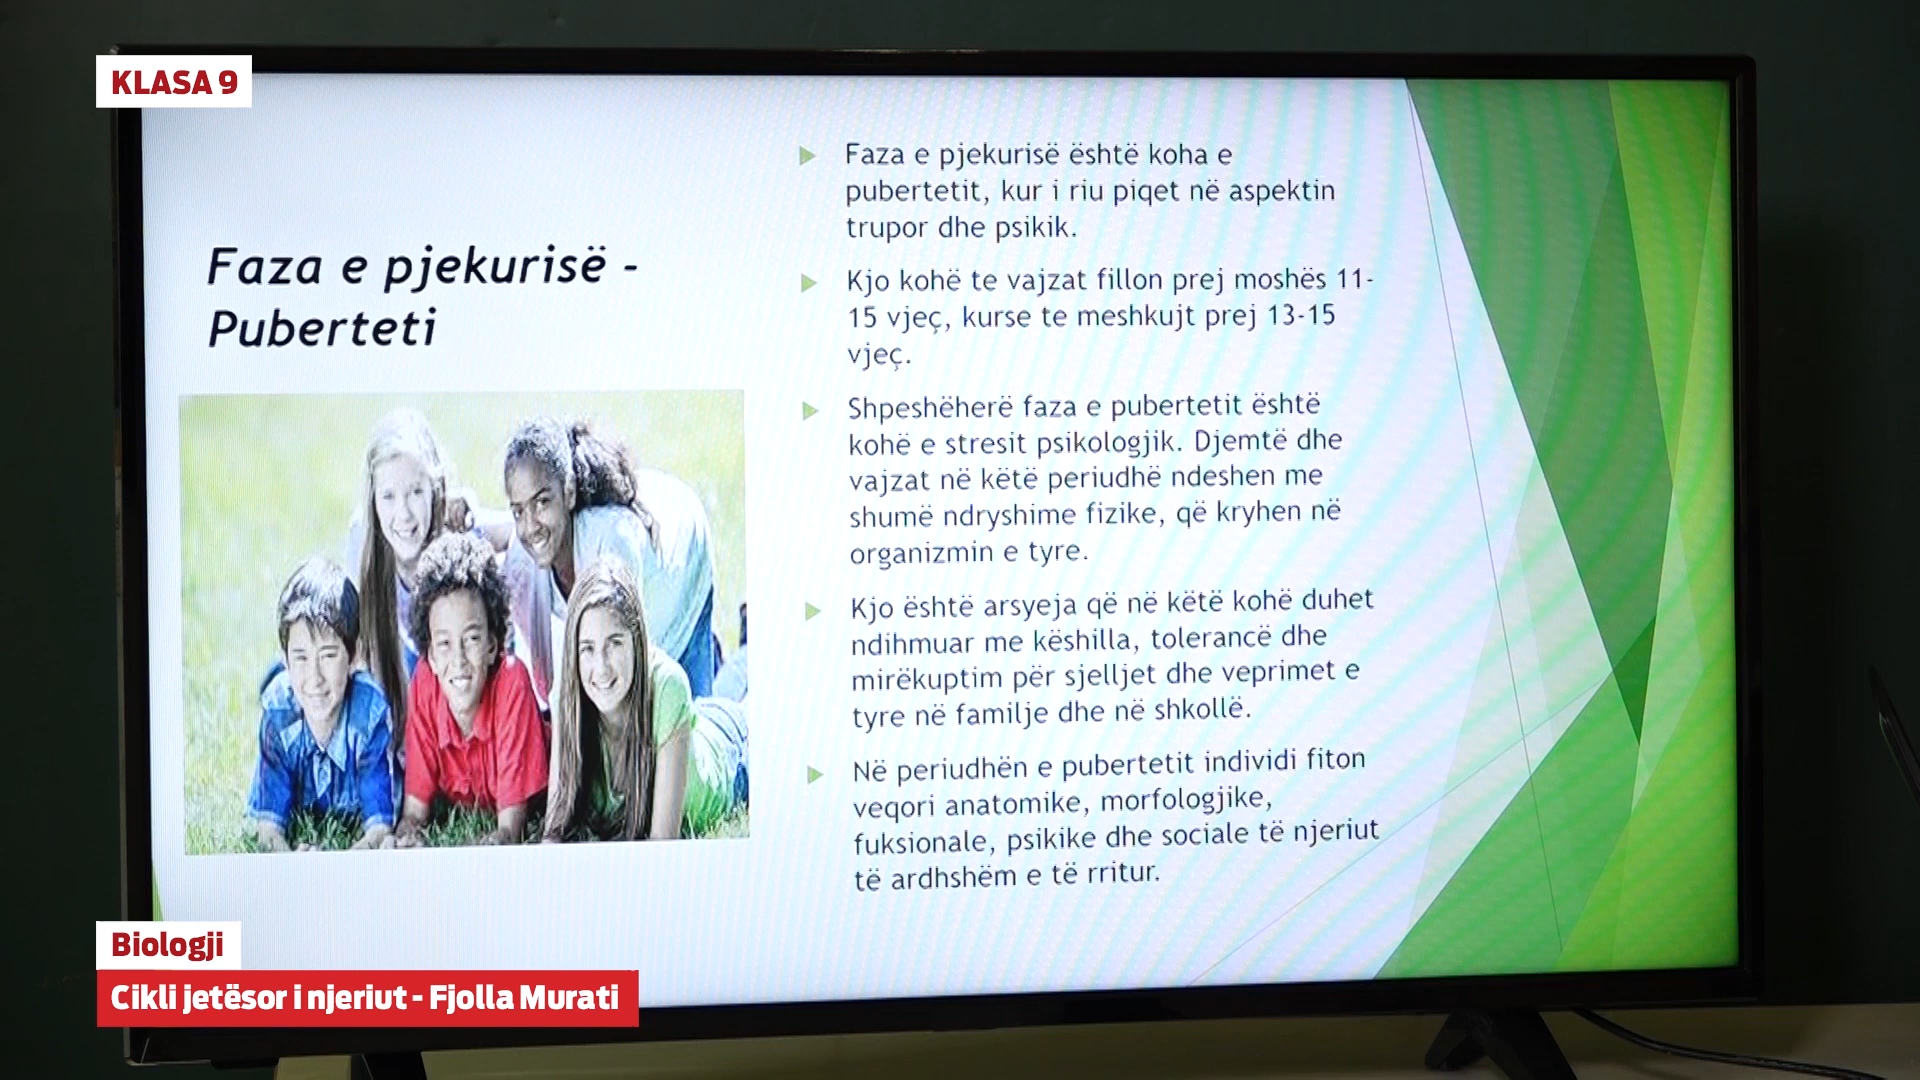 KLASA 9
Faza e pjekurisë -
Puberteti
Faza e pjekurisë është koha e
pubertetit, kur i riu piqet në aspektin
trupor dhe psikik.
Kjo kohë te vajzat fillon prej moshës 11-
15 vjeç, kurse te meshkujt prej 13-15
vjeç.
Shpeshëherë faza e pubertetit është
kohë e stresit psikologjik. Djemtë dhe
vajzat në këtë periudhë ndeshen me
shumë ndryshime fizike, që kryhen në
organizmin e tyre.
Kjo është arsyeja që në këtë kohë duhet
ndihmuar me këshilla, tolerancë dhe
mirëkuptim për sjelljet dhe veprimet e
tyre në familje dhe në shkollë.
Në periudhën e pubertetit individi fiton
veqori anatomike, morfologjike,
fuksionale, psikike dhe sociale të njeriut
të ardhshëm e të rritur.
Biologji
Cikli jetësor i njeriut - Fjolla Murati